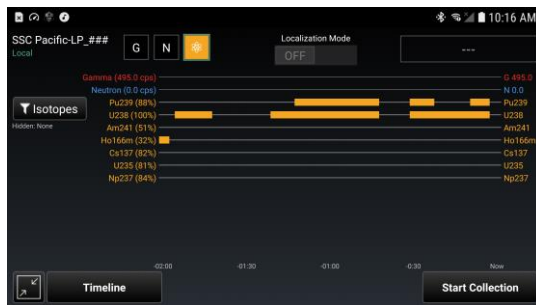 10:16 AM
SSC Pacific-LP_###
Local
G
N
Localization Mode
OFF
---
Gamma (495.0 cps)
G 495.0
Neutron (0.0 cps)
N 0.0
Pu239 (88%)
Pu239
Isotopes
U238 (100%)
U238
Hidden: None
Am241 (51%)
Am241
Ho166m (32%)
Ho166m
Cs137 (82%)
Cs137
U235 (81%)
U235
Np237 (84%)
Np237
-02:00
-01:30
-01:00
-0:30
Now
Timeline
Start Collection